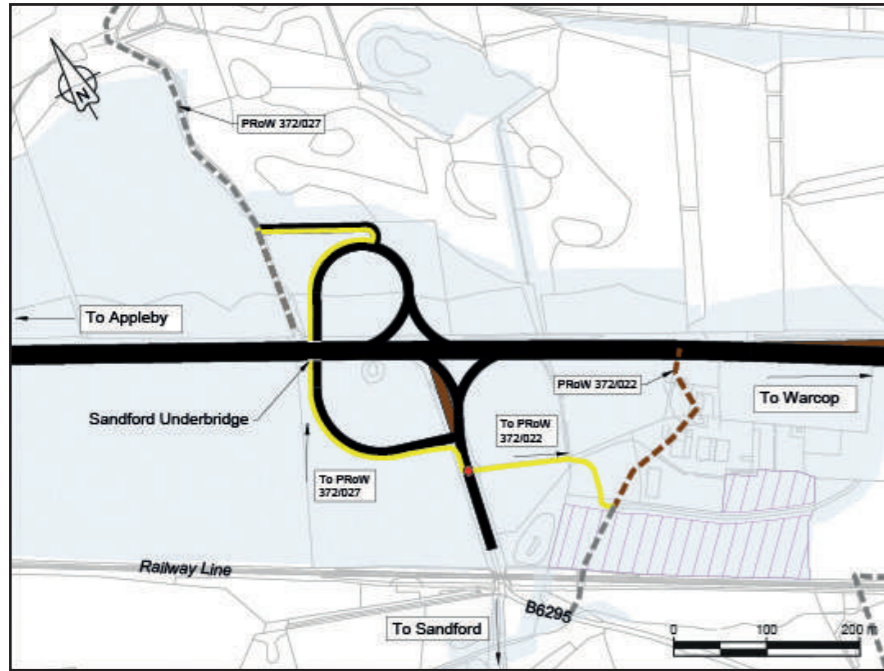 N
PRoW 372/027
To Appleby
PRoW 372/022
To Warcop
Sandford Underbridge
To PRoW
372/022
To PRoW
372/027
Railway Line
B6295
To Sandford
0 100 200 m